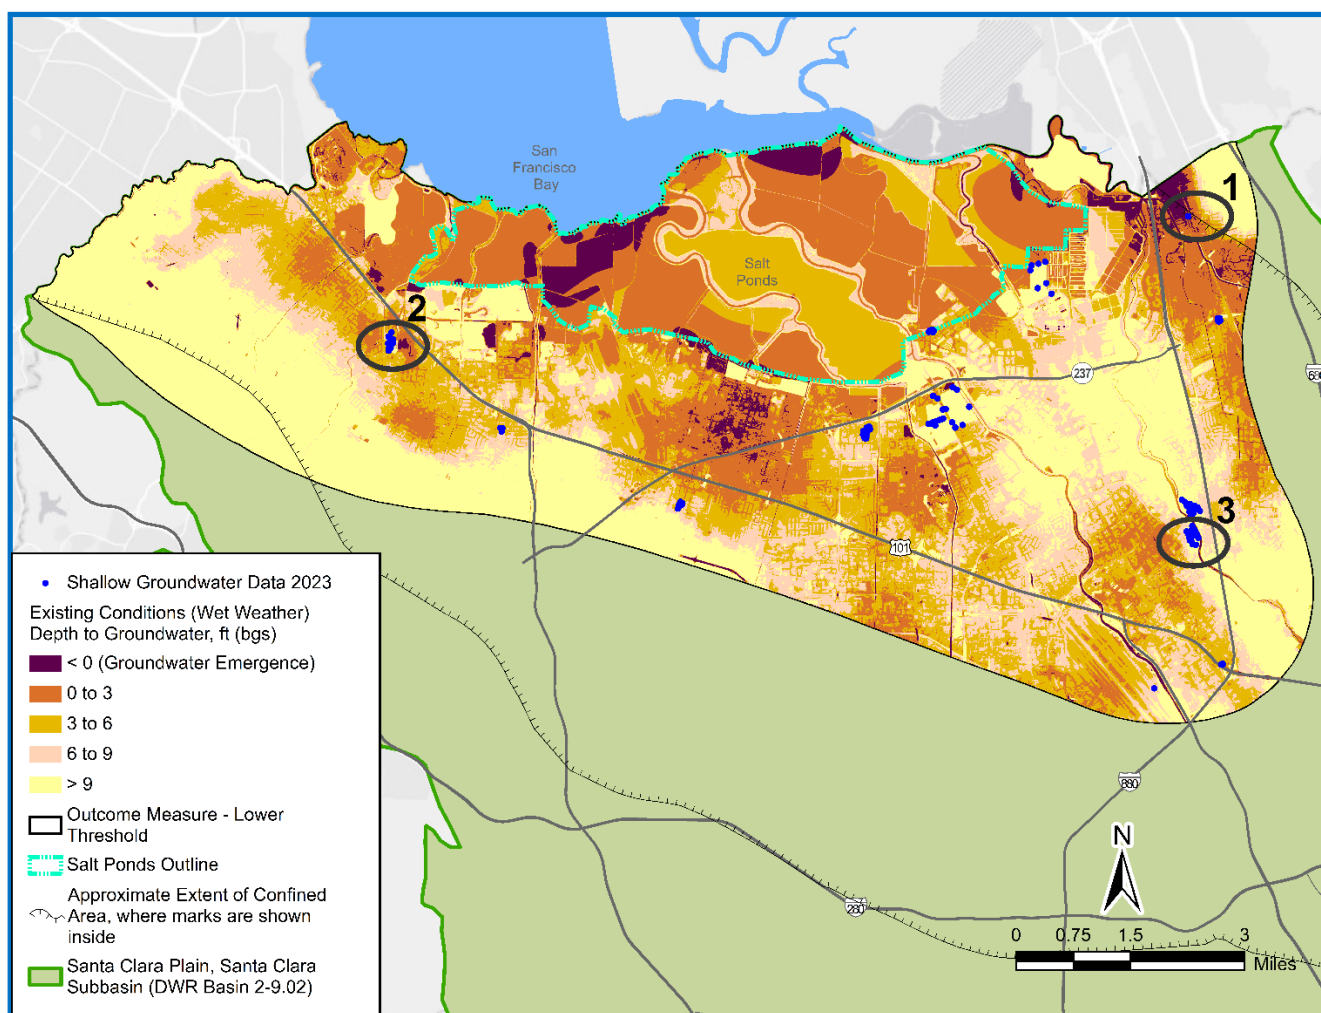 San
Francisco
Bay
1
2
Salt
Ponds
237
680
3
101
Shallow Groundwater Data 2023
Existing Conditions (Wet Weather)
Depth to Groundwater, ft (bgs)
< 0 (Groundwater Emergence)
0 to 3
3 to 6
6 to 9
> 9
Outcome Measure - Lower
Threshold
Salt Ponds Outline
Approximate Extent of Confined
Area, where marks are shown
inside
Santa Clara Plain, Santa Clara
Subbasin (DWR Basin 2-9.02)
880
N
280
0 0.75 1.5 3
Miles